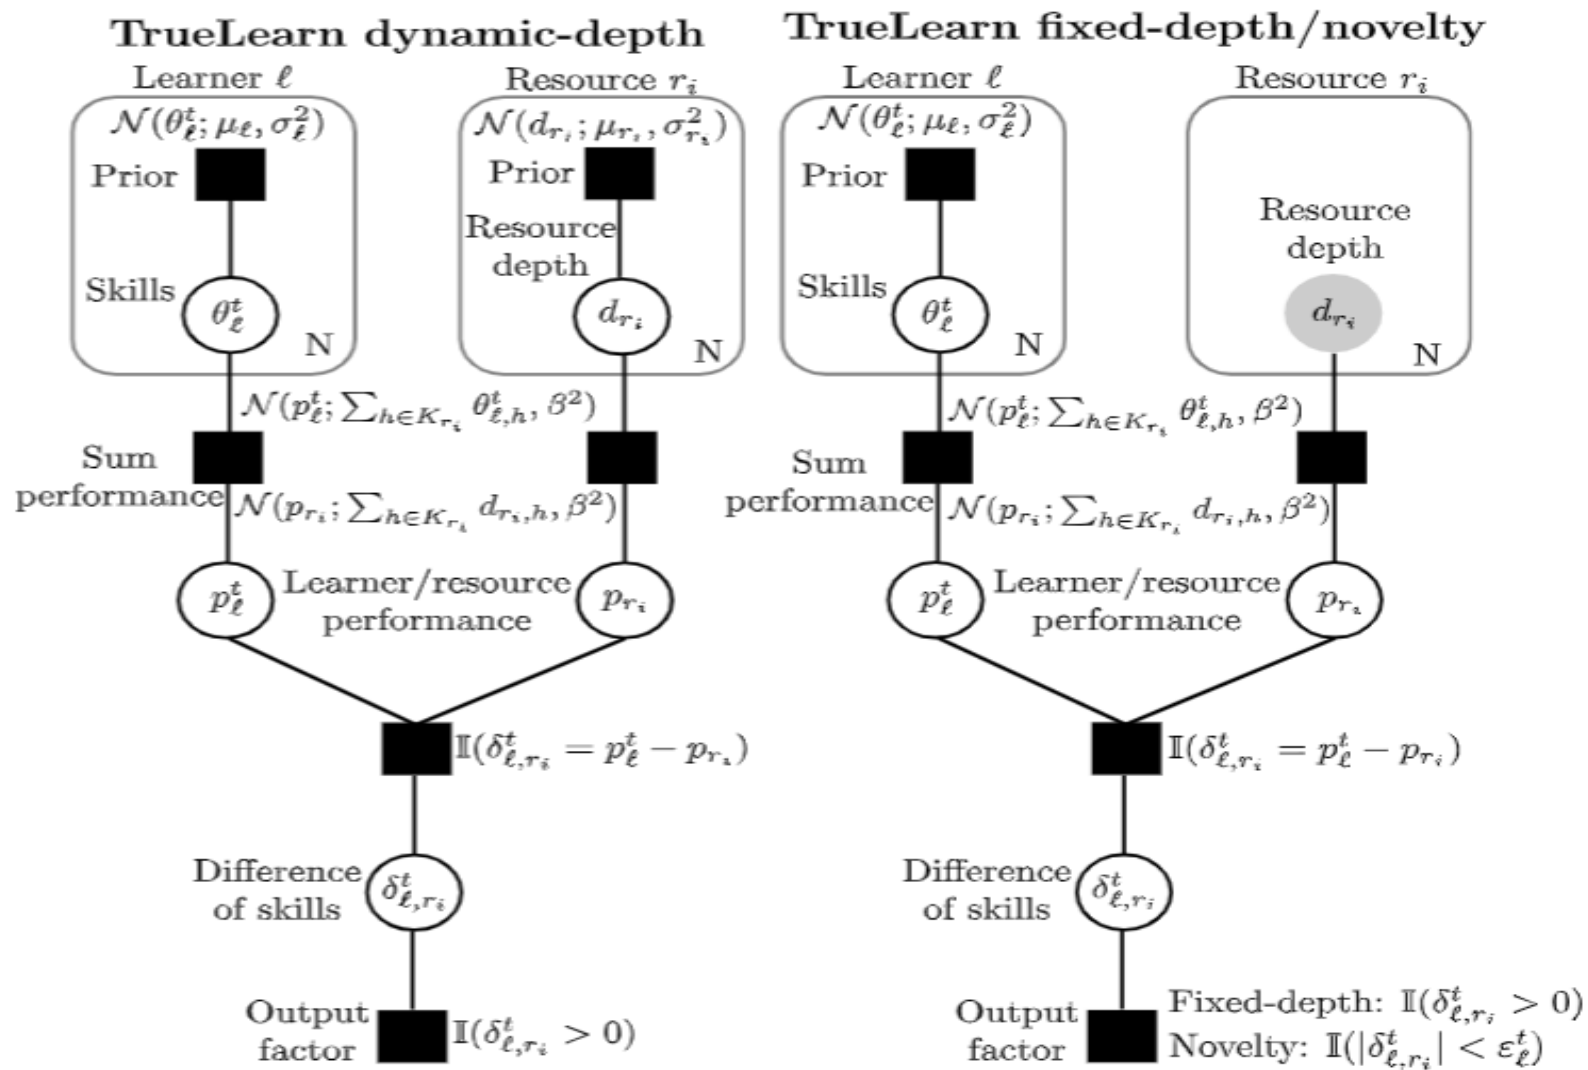 TrueLearn dynamic-depth
Learner ℓ
Resource r_i
𝒩(θ_ℓ^t; μ_ℓ, σ_ℓ^2)
𝒩(d_{r_i}; μ_{r_i}, σ_{r_i}^2)
Prior
Prior
Resource
depth
Skills
θ_ℓ^t
d_{r_i}
N
N
𝒩(p_ℓ^t; ∑_{h∈K_{r_i}} θ_{ℓ,h}^t, β^2)
Sum
performance
𝒩(p_{r_i}; ∑_{h∈K_{r_i}} d_{r_i,h}, β^2)
p_ℓ^t
Learner/resource
performance
p_{r_i}
𝕀(δ_{ℓ,r_i}^t = p_ℓ^t − p_{r_i})
Difference
of skills
δ_{ℓ,r_i}^t
Output
factor
𝕀(δ_{ℓ,r_i}^t > 0)
TrueLearn fixed-depth/novelty
Learner ℓ
Resource r_i
𝒩(θ_ℓ^t; μ_ℓ, σ_ℓ^2)
Prior
Resource
depth
Skills
θ_ℓ^t
d_{r_i}
N
N
𝒩(p_ℓ^t; ∑_{h∈K_{r_i}} θ_{ℓ,h}^t, β^2)
Sum
performance
𝒩(p_{r_i}; ∑_{h∈K_{r_i}} d_{r_i,h}, β^2)
p_ℓ^t
Learner/resource
performance
p_{r_i}
𝕀(δ_{ℓ,r_i}^t = p_ℓ^t − p_{r_i})
Difference
of skills
δ_{ℓ,r_i}^t
Output
factor
Fixed-depth: 𝕀(δ_{ℓ,r_i}^t > 0)
Novelty: 𝕀(|δ_{ℓ,r_i}^t| < ε_ℓ^t)